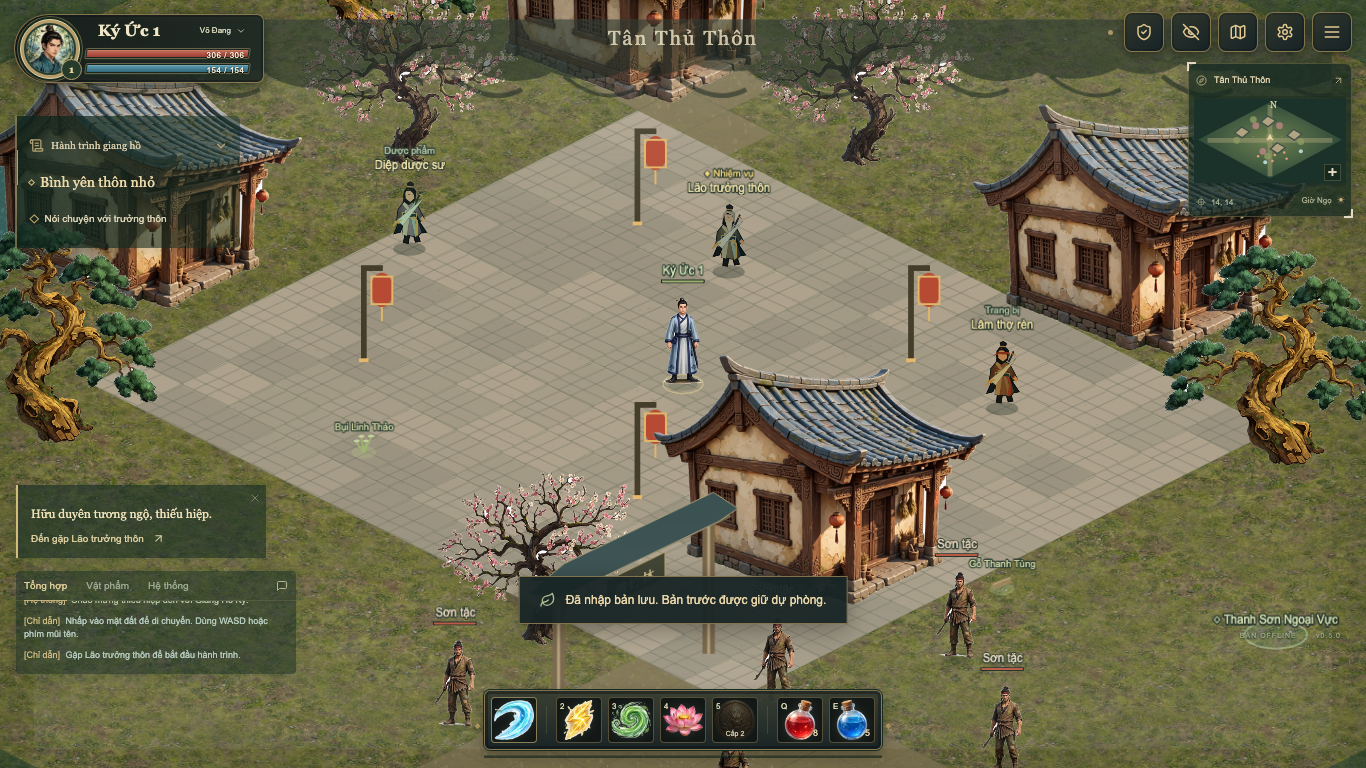 Ký Ức 1
Võ Đang
306 / 306
154 / 154
1
Tân Thủ Thôn
Tân Thủ Thôn
N
14, 14
Giờ Ngọ
Hành trình giang hồ
Bình yên thôn nhỏ
Nói chuyện với trưởng thôn
Dược phẩm
Diệp dược sư
Nhiệm vụ
Lão trưởng thôn
Ký Ức 1
Trang bị
Lâm thợ rèn
Bụi Linh Thảo
Hữu duyên tương ngộ, thiếu hiệp.
Đến gặp Lão trưởng thôn
Tổng hợp
Vật phẩm
Hệ thống
[Chỉ dẫn] Nhấp vào mặt đất để di chuyển. Dùng WASD hoặc
phím mũi tên.
[Chỉ dẫn] Gặp Lão trưởng thôn để bắt đầu hành trình.
Sơn tặc
Gỗ Thanh Tùng
Đã nhập bản lưu. Bản trước được giữ dự phòng.
Sơn tặc
Sơn tặc
Thanh Sơn Ngoại Vực
BẢN OFFLINE
v0.5.0
2
3
4
5
Cấp 2
Q
8
E
5